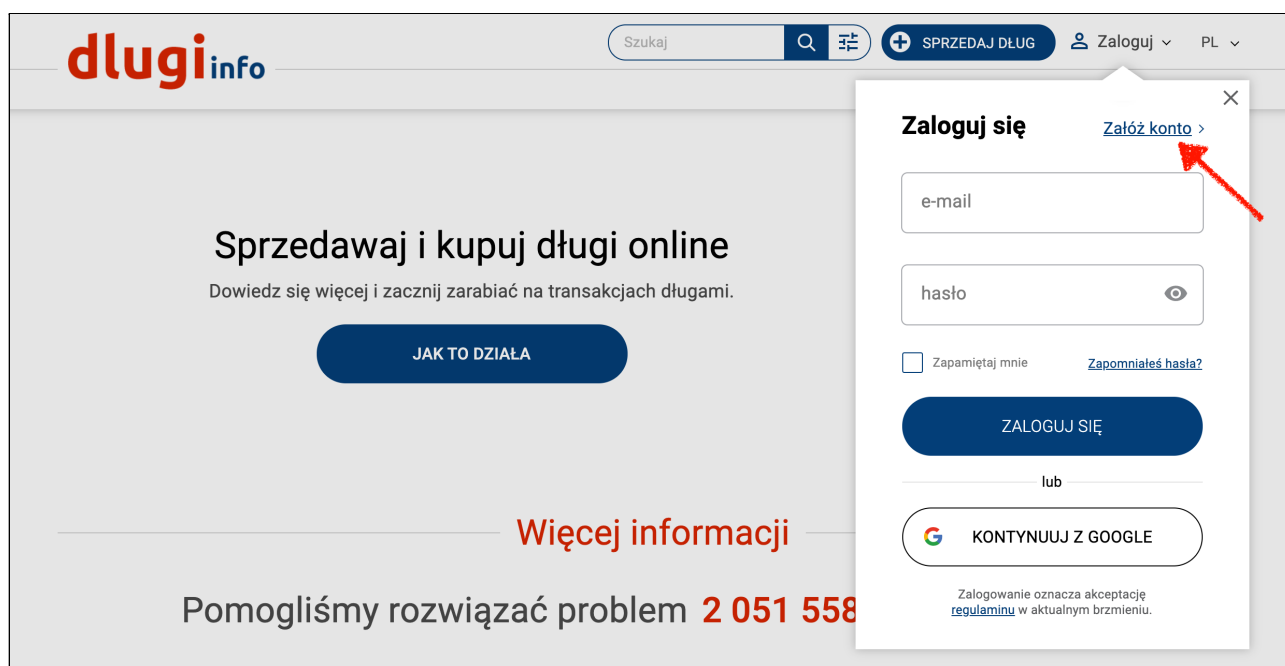 dlugi info
Szukaj
SPRZEDAJ DŁUG
Zaloguj
PL
Zaloguj się
Załóż konto
e-mail
hasło
Zapamiętaj mnie
Zapomniałeś hasła?
ZALOGUJ SIĘ
lub
KONTYNUUJ Z GOOGLE
Zalogowanie oznacza akceptację
regulaminu w aktualnym brzmieniu.
Sprzedawaj i kupuj długi online
Dowiedz się więcej i zacznij zarabiać na transakcjach długami.
JAK TO DZIAŁA
Więcej informacji
Pomogliśmy rozwiązać problem 2 051 558